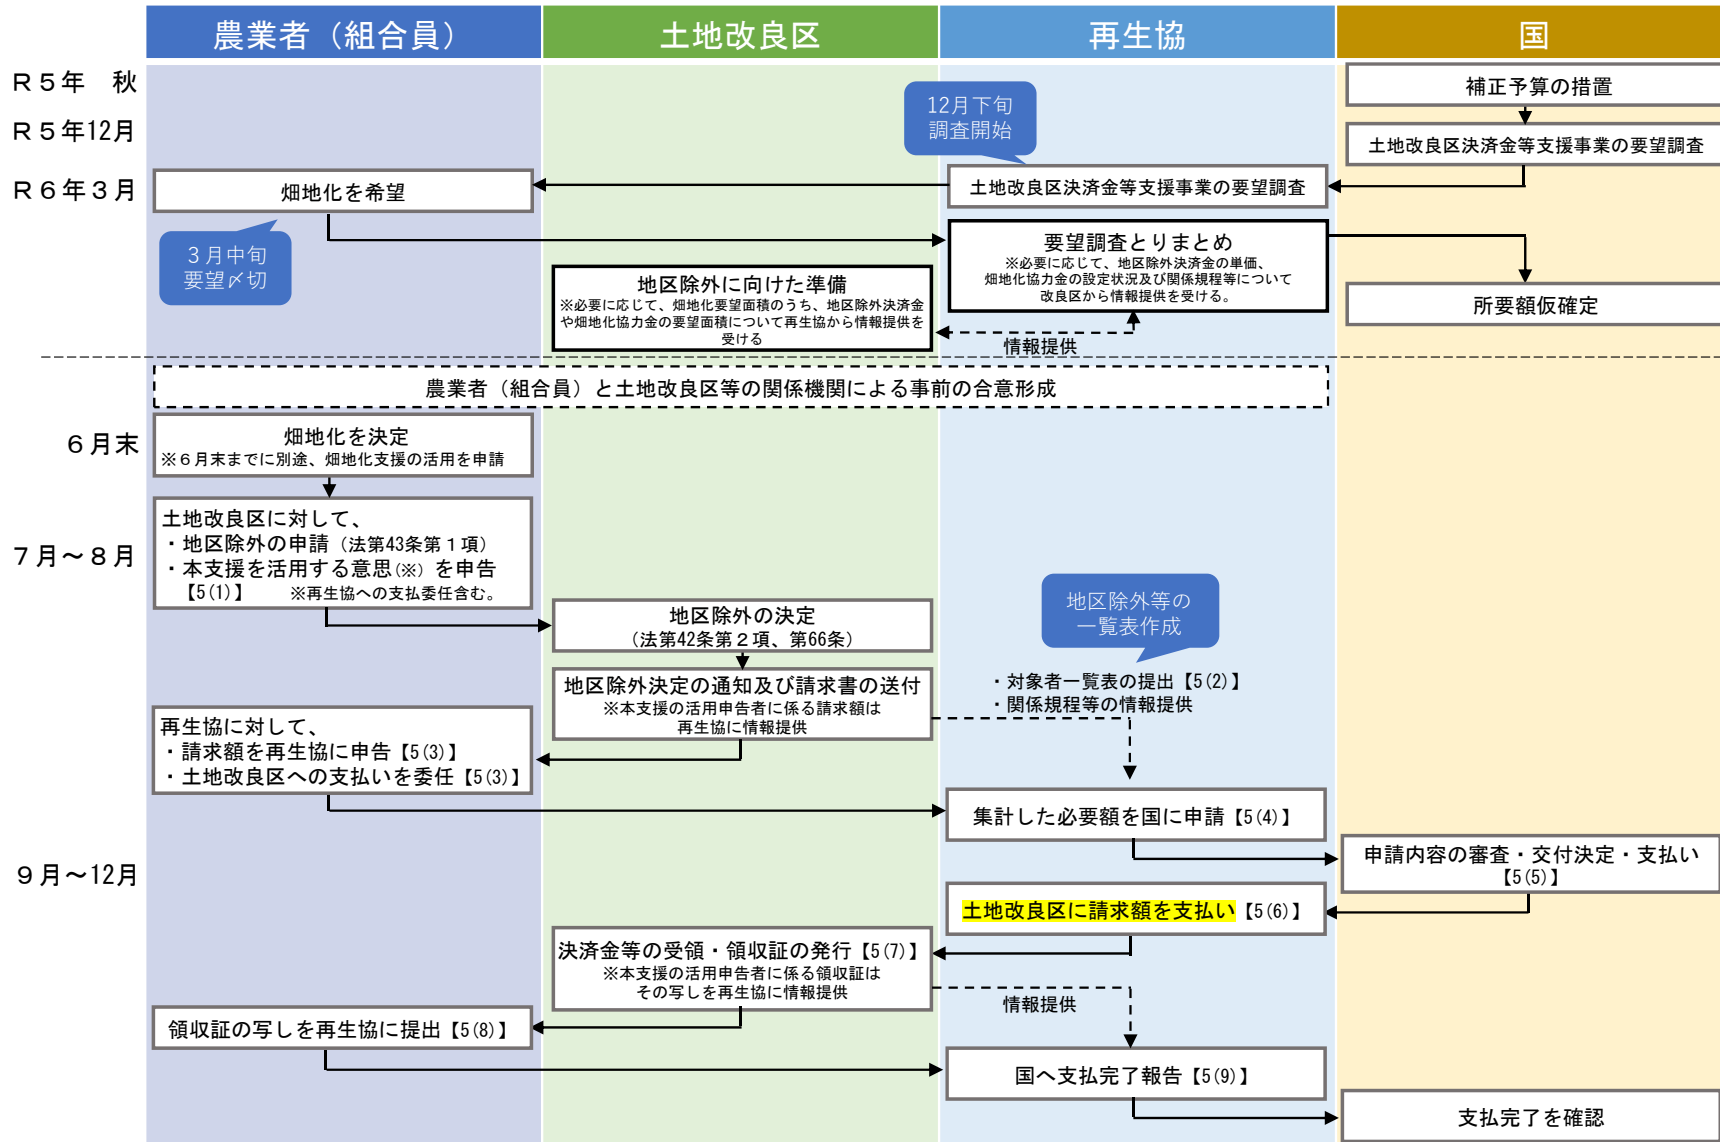 農業者（組合員）
土地改良区
再生協
国
Ｒ５年　秋
補正予算の措置
12月下旬
調査開始
Ｒ５年12月
土地改良区決済金等支援事業の要望調査
Ｒ６年３月
畑地化を希望
土地改良区決済金等支援事業の要望調査
３月中旬
要望〆切
要望調査とりまとめ
※必要に応じて、地区除外決済金の単価、
畑地化協力金の設定状況及び関係規程等について
改良区から情報提供を受ける。
地区除外に向けた準備
※必要に応じて、畑地化要望面積のうち、地区除外決済金
や畑地化協力金の要望面積について再生協から情報提供を
受ける
所要額仮確定
情報提供
農業者（組合員）と土地改良区等の関係機関による事前の合意形成
６月末
畑地化を決定
※６月末までに別途、畑地化支援の活用を申請
７月～８月
土地改良区に対して、
・地区除外の申請（法第43条第１項）
・本支援を活用する意思(※）を申告
【5(1)】　※再生協への支払委任含む。
地区除外の決定
（法第42条第２項、第66条）
地区除外等の
一覧表作成
地区除外決定の通知及び請求書の送付
※本支援の活用申告者に係る請求額は
再生協に情報提供
・対象者一覧表の提出【5(2)】
・関係規程等の情報提供
再生協に対して、
・請求額を再生協に申告【5(3)】
・土地改良区への支払いを委任【5(3)】
集計した必要額を国に申請【5(4)】
９月～12月
申請内容の審査・交付決定・支払い
【5(5)】
土地改良区に請求額を支払い【5(6)】
決済金等の受領・領収証の発行【5(7)】
※本支援の活用申告者に係る領収証は
その写しを再生協に情報提供
情報提供
領収証の写しを再生協に提出【5(8)】
国へ支払完了報告【5(9)】
支払完了を確認